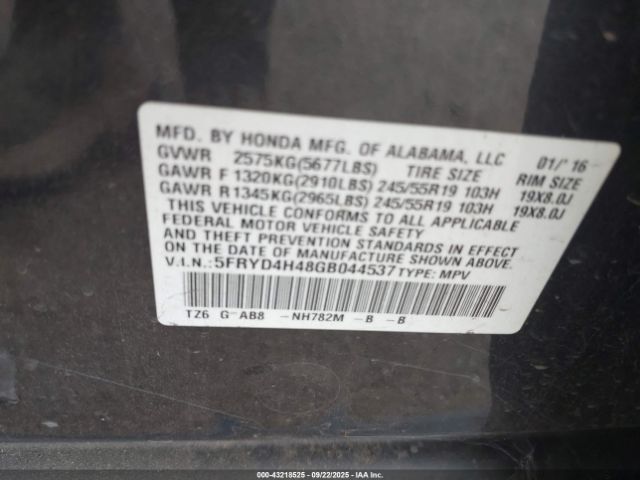 MFD. BY HONDA MFG. OF ALABAMA, LLC 01/'16
GVWR 2575KG(5677LBS) TIRE SIZE RIM SIZE
GAWR F 1320KG(2910LBS) 245/55R19 103H 19X8.0J
GAWR R 1345KG(2965LBS) 245/55R19 103H 19X8.0J
THIS VEHICLE CONFORMS TO ALL APPLICABLE
FEDERAL MOTOR VEHICLE SAFETY
AND THEFT PREVENTION STANDARDS IN EFFECT
ON THE DATE OF MANUFACTURE SHOWN ABOVE.
V.I.N.:5FRYD4H48GB044537 TYPE: MPV
TZ6 G-AB8 -NH782M -B -B
000-43218525 - 09/22/2025 - IAA Inc.